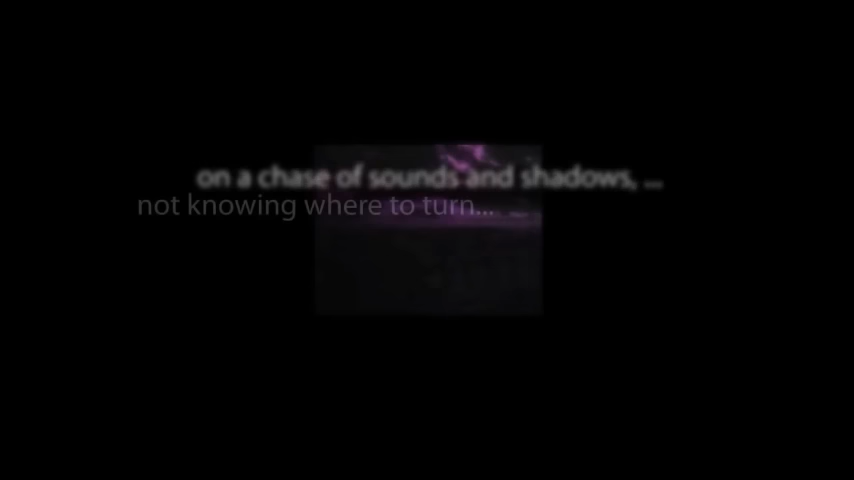 on a chase of sounds and shadows, ...
not knowing where to turn...